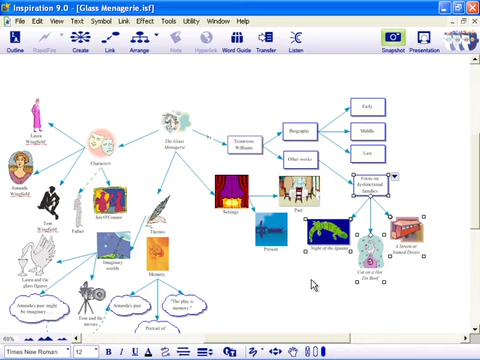 Inspiration 9.0 - [Glass Menagerie.isf]
File Edit View Text Link Effect Tools Utility Window Help
Outline RapidFire Create Link Arrange Note Hyperlink Word Guide Transfer Listen Snapshot Presentation
Laura
Wingfield
Amanda
Wingfield
Tom
Wingfield
Characters
Father
Jim O'Connor
The Glass
Menagerie
by
Tennessee
Williams
Biography
Early
Middle
Late
Other works
Focus on
dysfunctional
families
Night of the Iguana
Cat on a Hot
Tin Roof
A Streetcar
Named Desire
Settings
Past
Present
Themes
Memory
Imaginary
worlds
Laura and the
glass figures
Amanda's past might
be imaginary...
Tom and the
movies
Amanda's past
"The play is
memory."
Portrait of
69%
Times New Roman 12 B I U